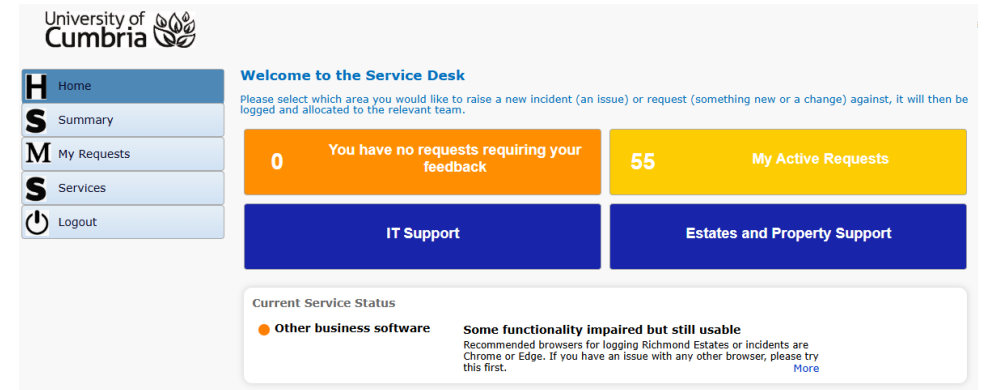 University of
Cumbria
H Home
S Summary
M My Requests
S Services
Logout
Welcome to the Service Desk
Please select which area you would like to raise a new incident (an issue) or request (something new or a change) against, it will then be
logged and allocated to the relevant team.
0
You have no requests requiring your
feedback
55
My Active Requests
IT Support
Estates and Property Support
Current Service Status
Other business software
Some functionality impaired but still usable
Recommended browsers for logging Richmond Estates or incidents are
Chrome or Edge. If you have an issue with any other browser, please try
this first.
More